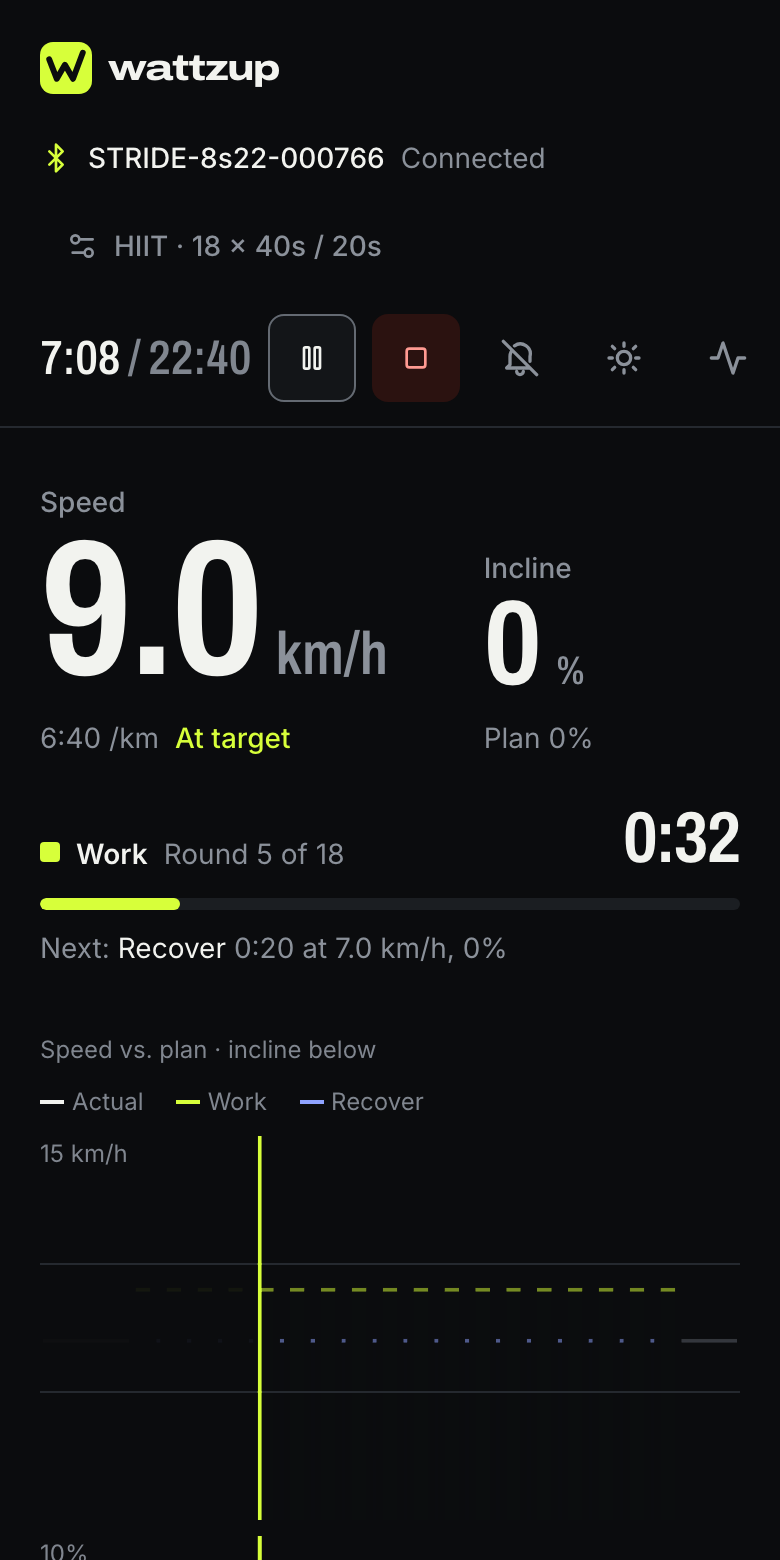 wattzup
STRIDE-8s22-000766 Connected
HIIT · 18 × 40s / 20s
7:08 / 22:40
Speed
9.0 km/h
Incline
0 %
6:40 /km At target
Plan 0%
Work Round 5 of 18
0:32
Next: Recover 0:20 at 7.0 km/h, 0%
Speed vs. plan · incline below
Actual Work Recover
15 km/h
10%